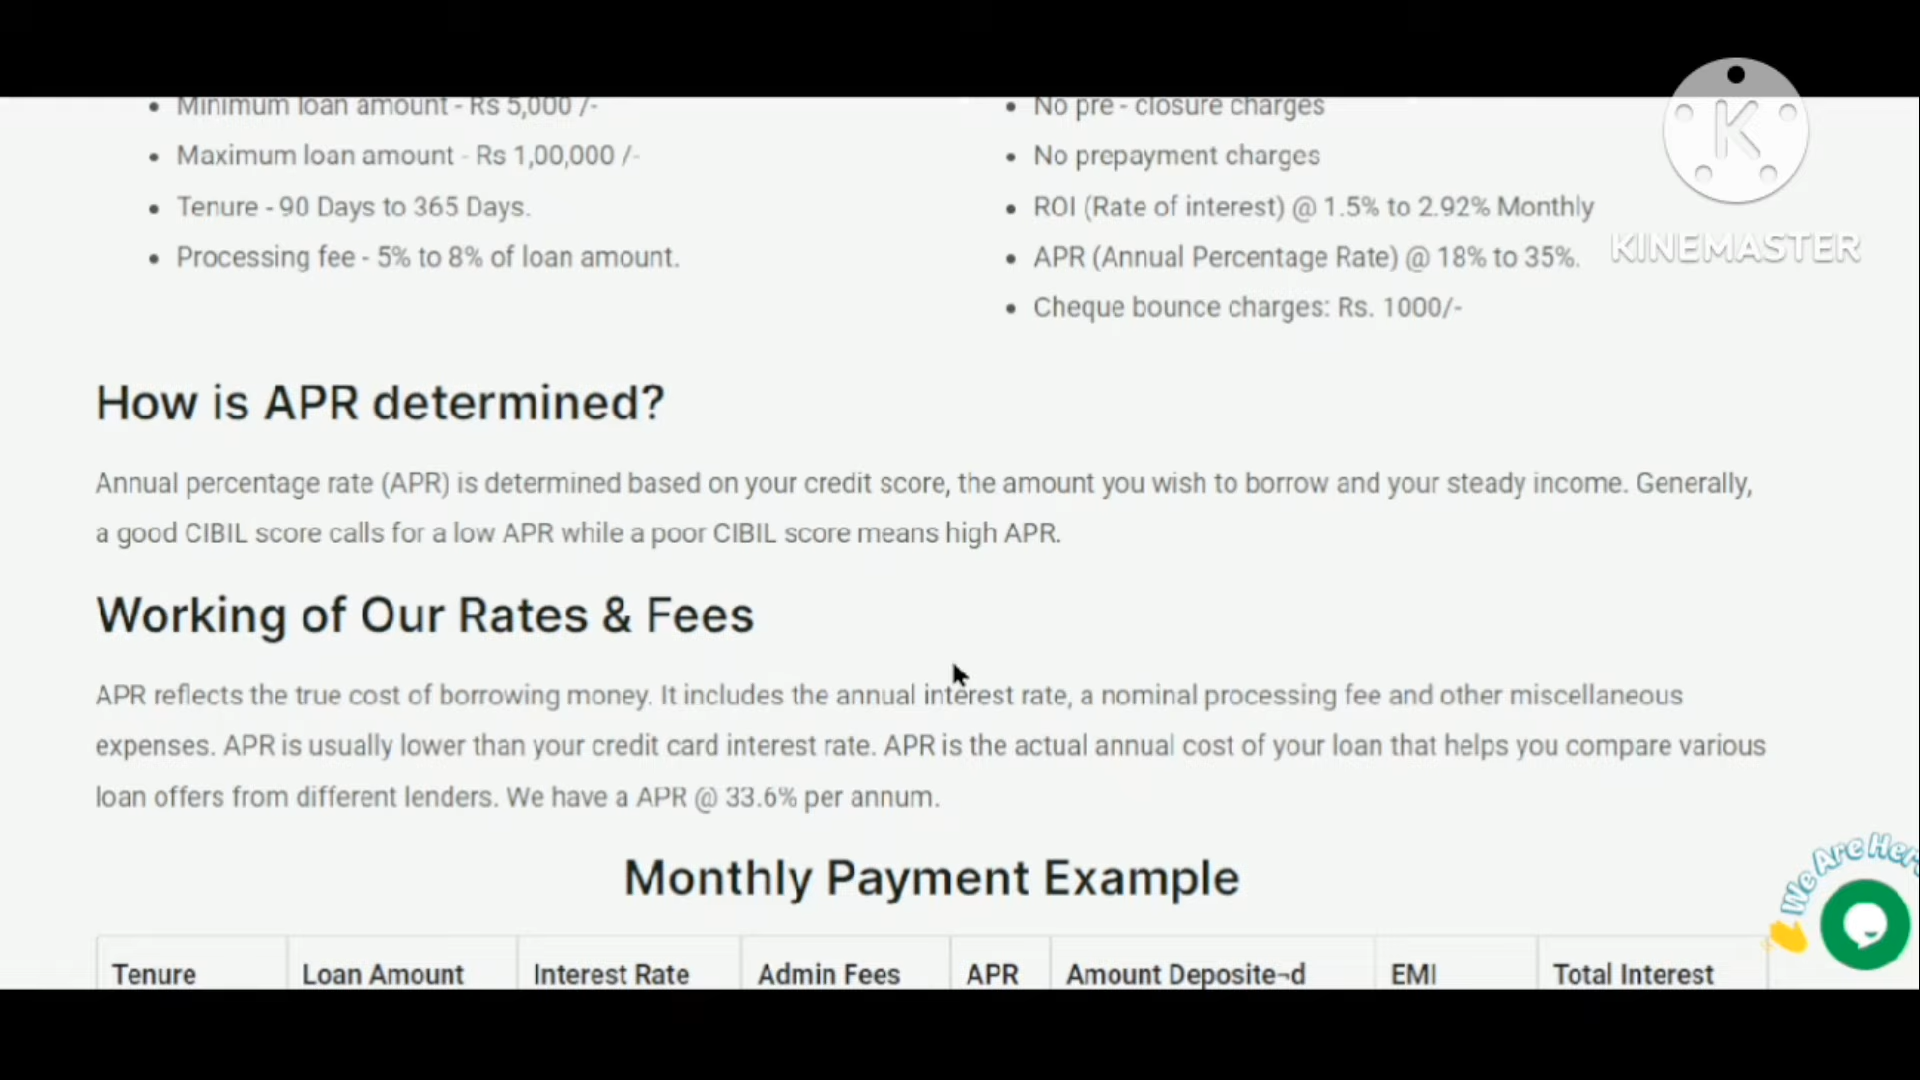 Minimum loan amount - Rs 5,000 /-
Maximum loan amount - Rs 1,00,000 /-
Tenure - 90 Days to 365 Days.
Processing fee - 5% to 8% of loan amount.
No pre - closure charges
No prepayment charges
ROI (Rate of interest) @ 1.5% to 2.92% Monthly
APR (Annual Percentage Rate) @ 18% to 35%.
Cheque bounce charges: Rs. 1000/-
K
KINEMASTER
How is APR determined?
Annual percentage rate (APR) is determined based on your credit score, the amount you wish to borrow and your steady income. Generally,
a good CIBIL score calls for a low APR while a poor CIBIL score means high APR.
Working of Our Rates & Fees
APR reflects the true cost of borrowing money. It includes the annual interest rate, a nominal processing fee and other miscellaneous
expenses. APR is usually lower than your credit card interest rate. APR is the actual annual cost of your loan that helps you compare various
loan offers from different lenders. We have a APR @ 33.6% per annum.
Monthly Payment Example
We Are Here
Tenure Loan Amount Interest Rate Admin Fees APR Amount Deposite¬d EMI Total Interest